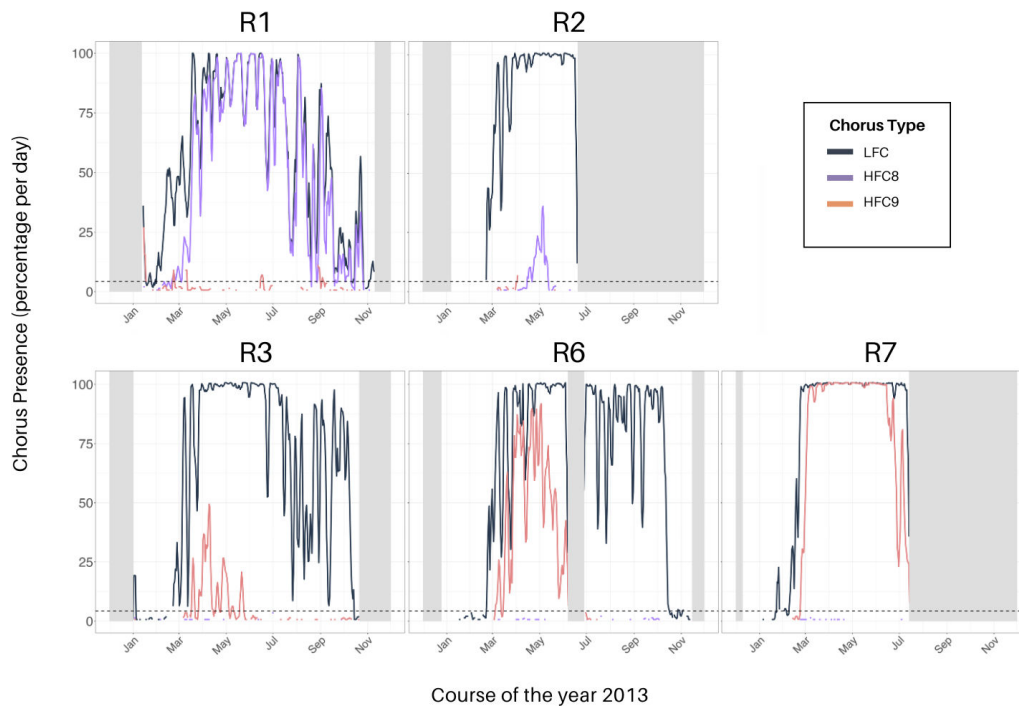 R1
R2
100
75
50
25
0
Jan
Mar
May
Jul
Sep
Nov
Jan
Mar
May
Jul
Sep
Nov
Chorus Type
LFC
HFC8
HFC9
Chorus Presence (percentage per day)
R3
R6
R7
100
75
50
25
0
Jan
Mar
May
Jul
Sep
Nov
Jan
Mar
May
Jul
Sep
Nov
Jan
Mar
May
Jul
Sep
Nov
Course of the year 2013